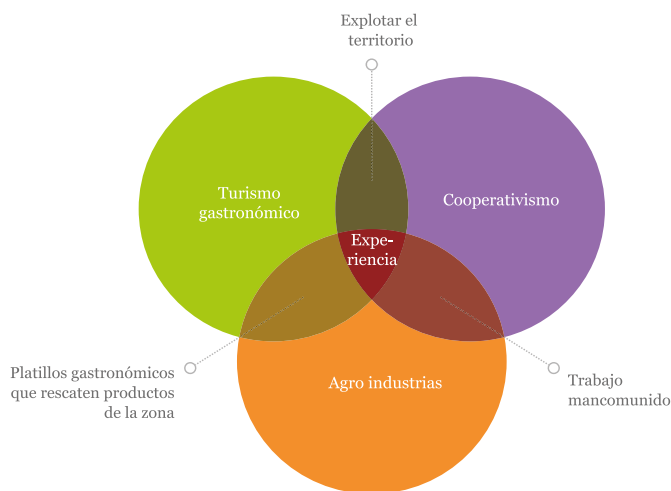 Explotar el
territorio
Turismo
gastronómico
Cooperativismo
Expe-
riencia
Platillos gastronómicos
que rescaten productos
de la zona
Agro industrias
Trabajo
mancomunido